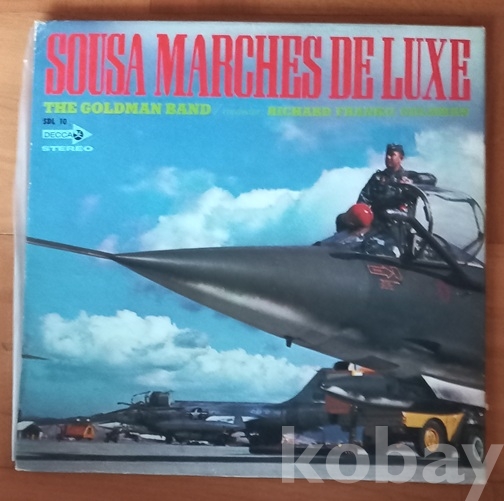 SOUSA MARCHES DE LUXE
THE GOLDMAN BAND RICHARD FRANKO GOLDMAN
SDL 10
DECCA
STEREO
kobay